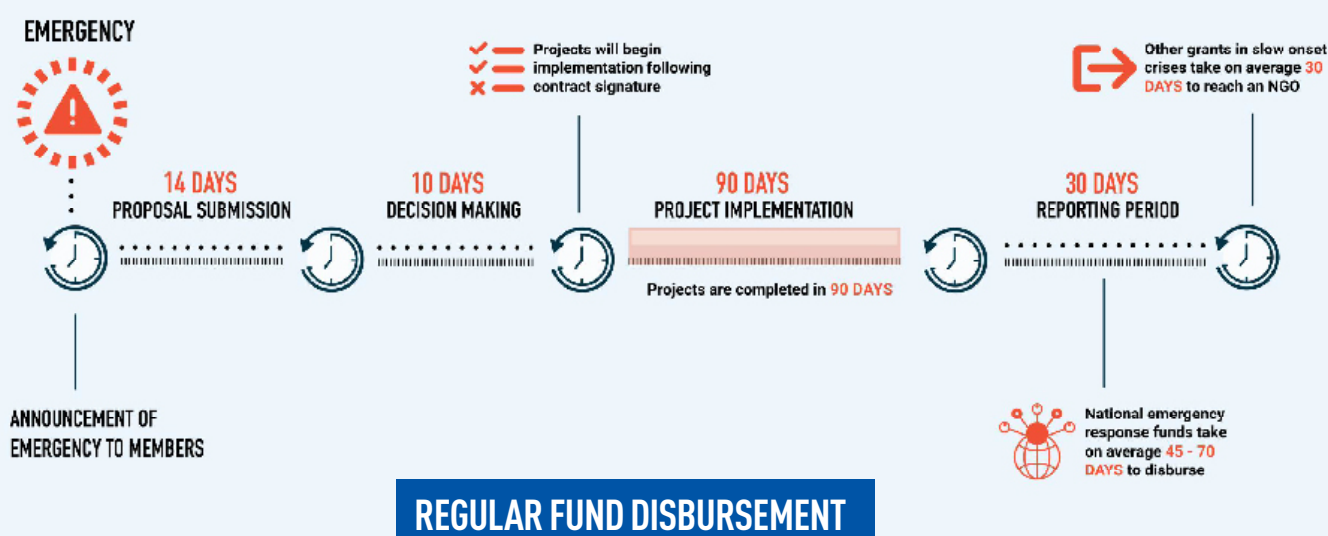 EMERGENCY
Projects will begin
implementation following
contract signature
Other grants in slow onset
crises take on average 30
DAYS to reach an NGO
14 DAYS
PROPOSAL SUBMISSION
10 DAYS
DECISION MAKING
90 DAYS
PROJECT IMPLEMENTATION
30 DAYS
REPORTING PERIOD
Projects are completed in 90 DAYS
ANNOUNCEMENT OF
EMERGENCY TO MEMBERS
National emergency
response funds take
on average 45 - 70
DAYS to disburse
REGULAR FUND DISBURSEMENT